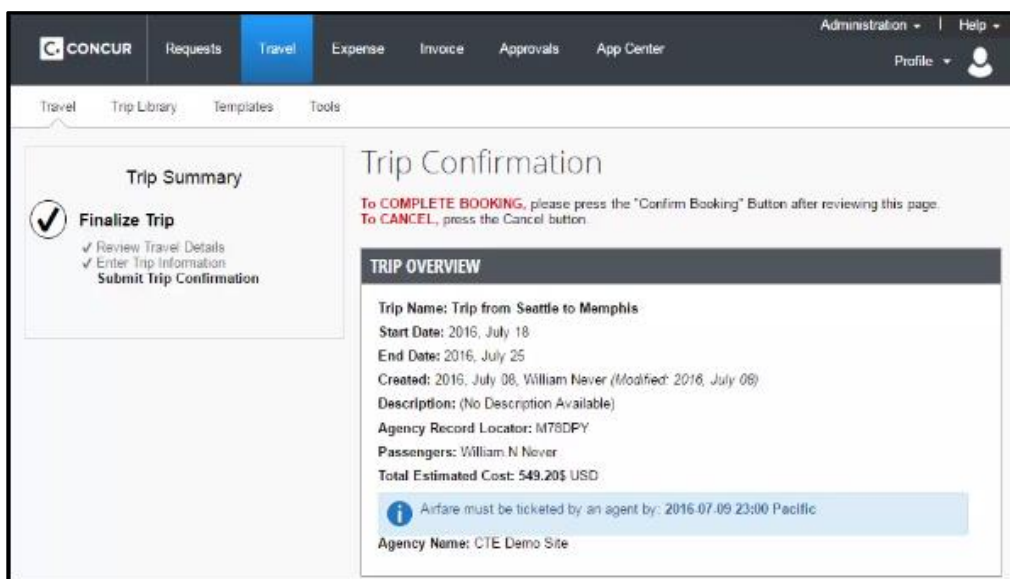 Administration | Help
C. CONCUR Requests Travel Expense Invoice Approvals App Center
Profile
Travel Trip Library Templates Tools
Trip Summary
Finalize Trip
Review Travel Details
Enter Trip Information
Submit Trip Confirmation
Trip Confirmation
To COMPLETE BOOKING, please press the "Confirm Booking" Button after reviewing this page.
To CANCEL, press the Cancel button.
TRIP OVERVIEW
Trip Name: Trip from Seattle to Memphis
Start Date: 2016, July 18
End Date: 2016, July 25
Created: 2016, July 08, William Never (Modified: 2016, July 08)
Description: (No Description Available)
Agency Record Locator: M78DPY
Passengers: William N Never
Total Estimated Cost: 549.20$ USD
Airfare must be ticketed by an agent by: 2016-07-09 23:00 Pacific
Agency Name: CTE Demo Site